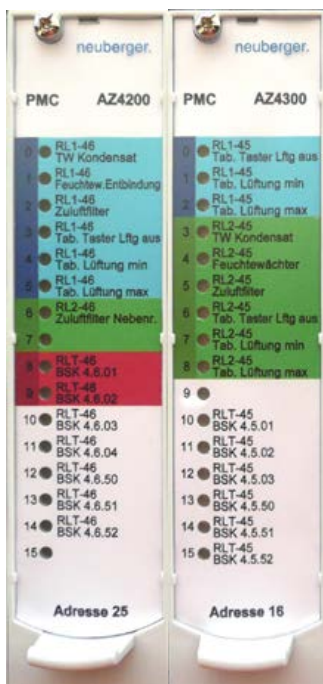 neuberger.
PMC AZ4200
0 RL1-46
TW Kondensat
1 RL1-46
Feuchtew.Entbindung
2 RL1-46
Zuluftfilter
3 RL1-46
Tab. Taster Lftg aus
4 RL1-46
Tab. Lüftung min
5 RL1-46
Tab. Lüftung max
6 RL2-46
Zuluftfilter Nebenr.
7
8 RLT-46
BSK 4.6.01
9 RLT-46
BSK 4.6.02
10 RLT-46
BSK 4.6.03
11 RLT-46
BSK 4.6.04
12 RLT-46
BSK 4.6.50
13 RLT-46
BSK 4.6.51
14 RLT-46
BSK 4.6.52
15
Adresse 25
neuberger.
PMC AZ4300
0 RL1-45
Tab. Taster Lftg aus
1 RL1-45
Tab. Lüftung min
2 RL1-45
Tab. Lüftung max
3 RL2-45
TW Kondensat
4 RL2-45
Feuchtewächter
5 RL2-45
Zuluftfilter
6 RL2-45
Tab. Taster Lftg aus
7 RL2-45
Tab. Lüftung min
8 RL2-45
Tab. Lüftung max
9
10 RLT-45
BSK 4.5.01
11 RLT-45
BSK 4.5.02
12 RLT-45
BSK 4.5.03
13 RLT-45
BSK 4.5.50
14 RLT-45
BSK 4.5.51
15 RLT-45
BSK 4.5.52
Adresse 16